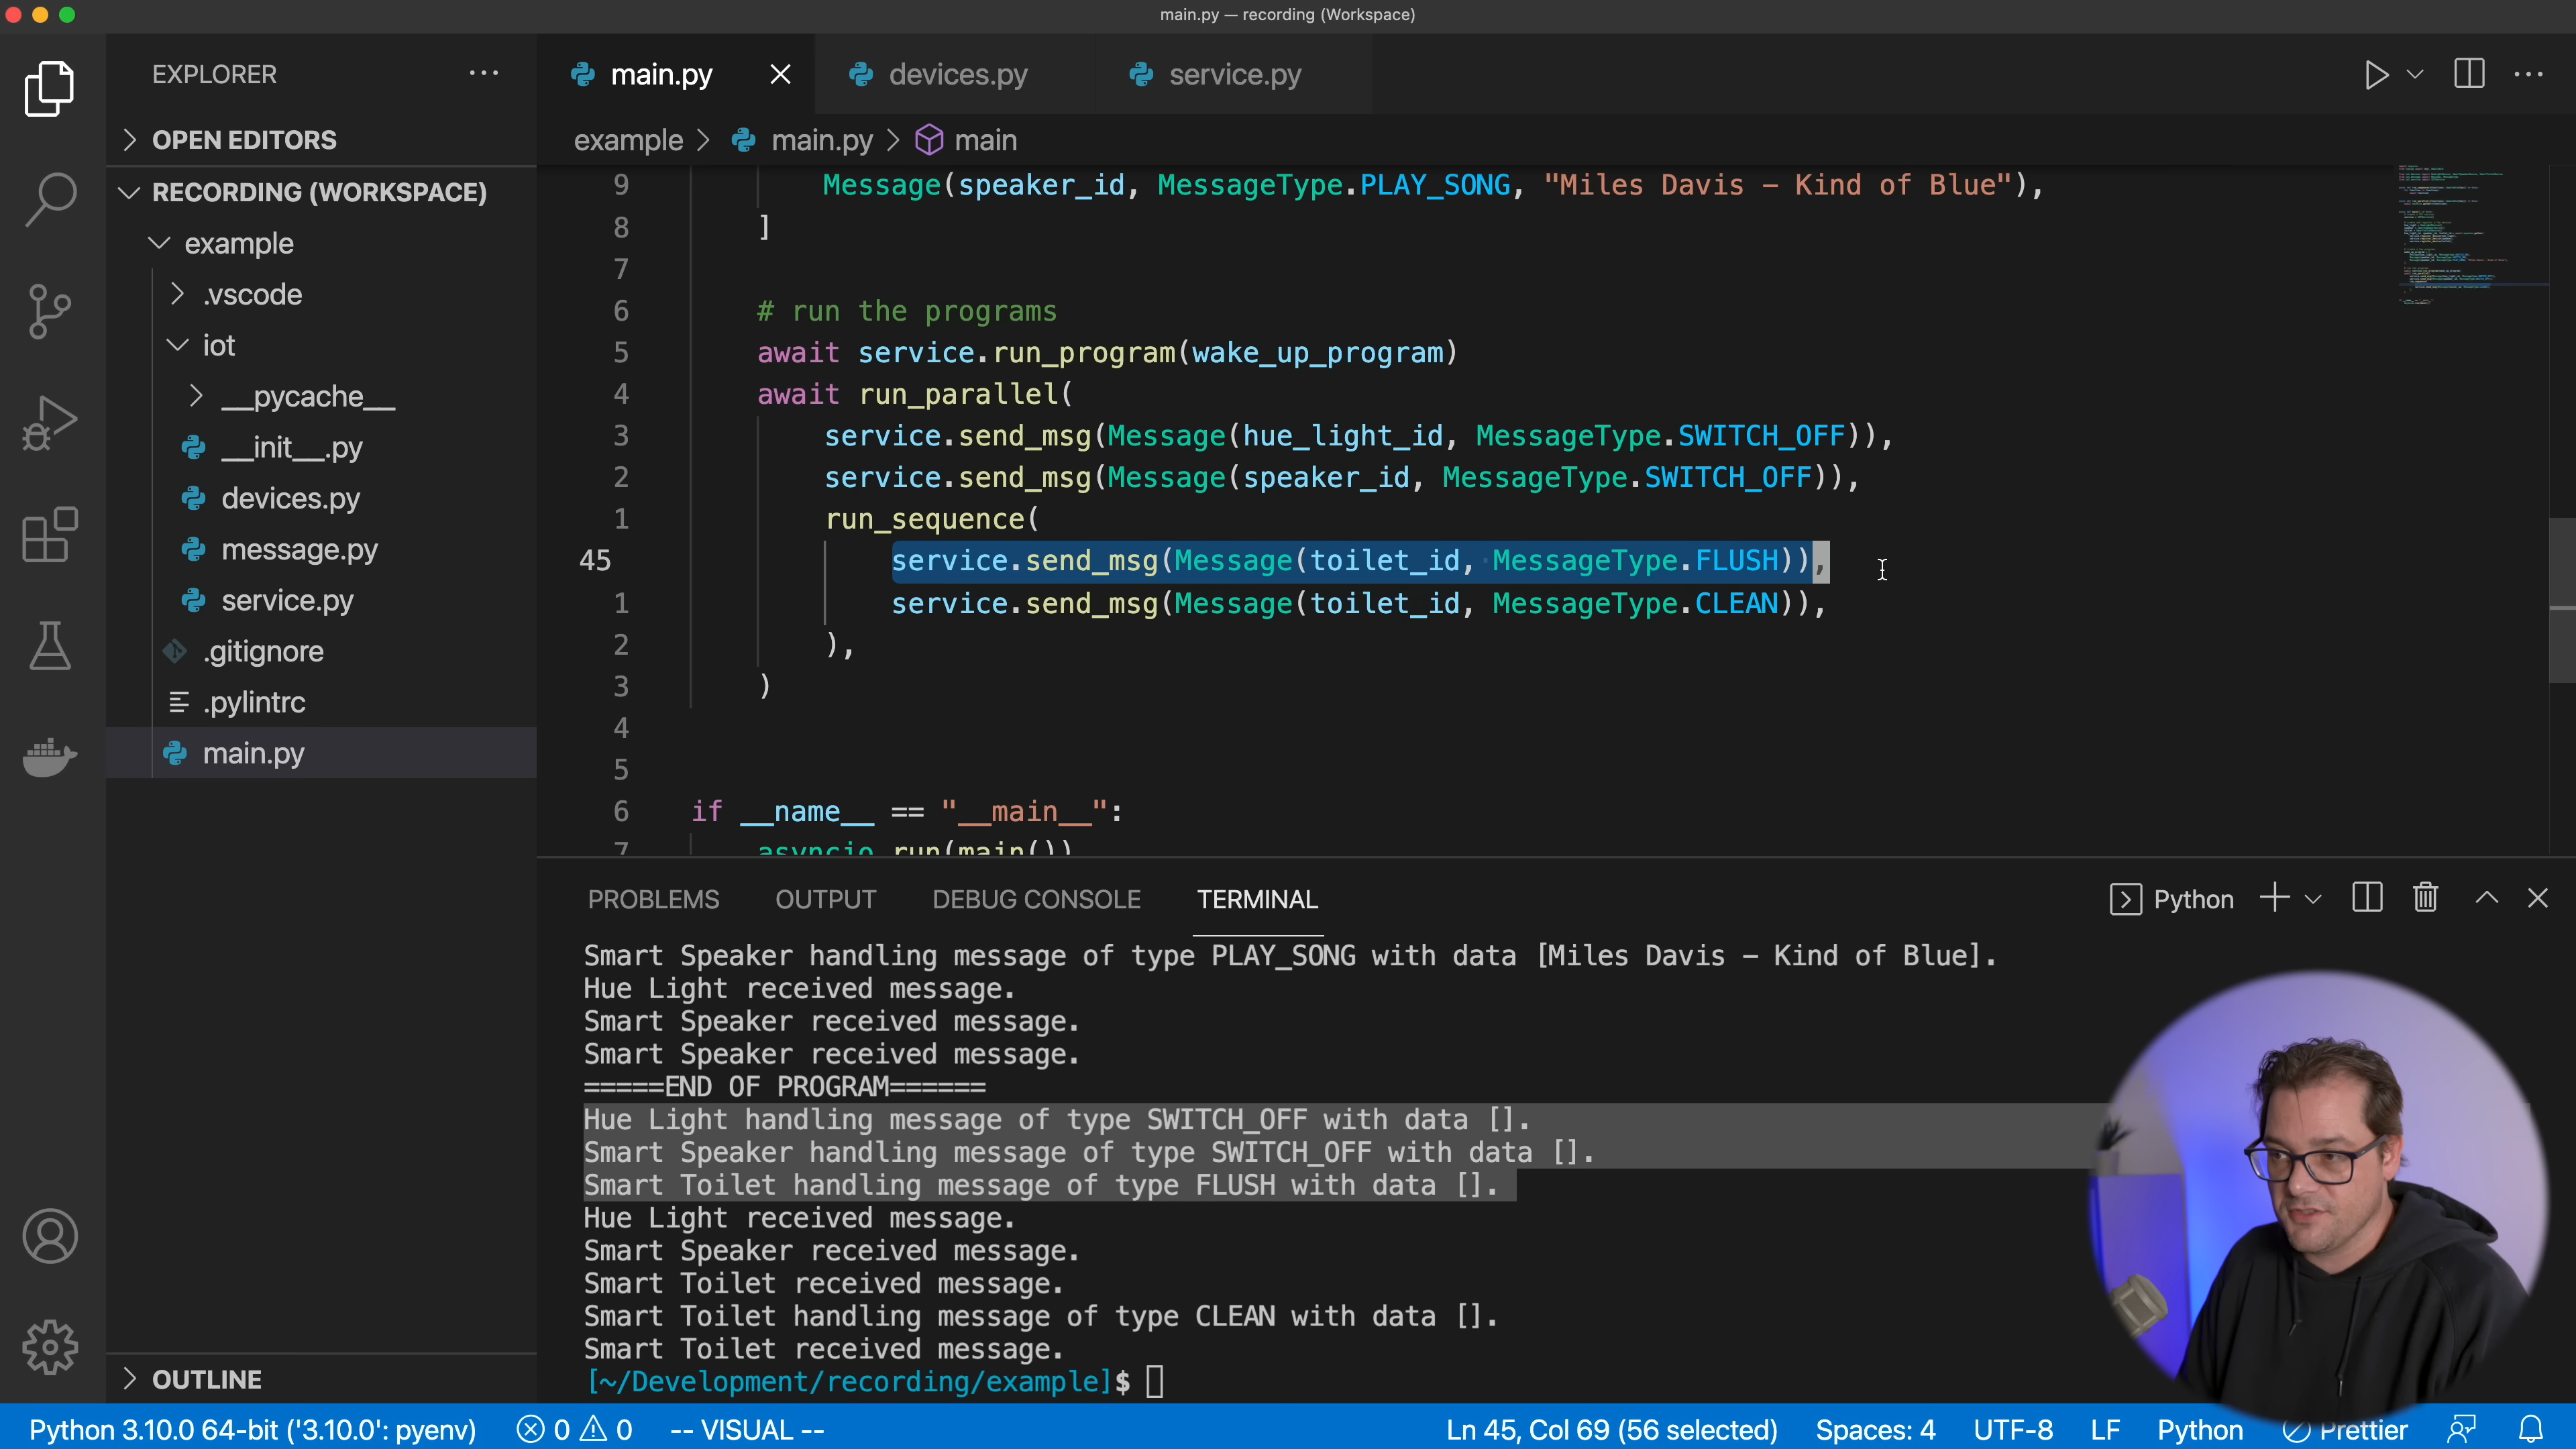 main.py — recording (Workspace)
EXPLORER
OPEN EDITORS
RECORDING (WORKSPACE)
example
.vscode
iot
__pycache__
__init__.py
devices.py
message.py
service.py
.gitignore
.pylintrc
main.py
OUTLINE
main.py
devices.py
service.py
example
main.py
main
9 Message(speaker_id, MessageType.PLAY_SONG, "Miles Davis – Kind of Blue"),
8 ]
7
6 # run the programs
5 await service.run_program(wake_up_program)
4 await run_parallel(
3 service.send_msg(Message(hue_light_id, MessageType.SWITCH_OFF)),
2 service.send_msg(Message(speaker_id, MessageType.SWITCH_OFF)),
1 run_sequence(
45 service.send_msg(Message(toilet_id, MessageType.FLUSH)),
1 service.send_msg(Message(toilet_id, MessageType.CLEAN)),
2 ),
3 )
4
5
6 if __name__ == "__main__":
7 asyncio.run(main())
PROBLEMS OUTPUT DEBUG CONSOLE TERMINAL
Python
Smart Speaker handling message of type PLAY_SONG with data [Miles Davis – Kind of Blue].
Hue Light received message.
Smart Speaker received message.
Smart Speaker received message.
=====END OF PROGRAM======
Hue Light handling message of type SWITCH_OFF with data [].
Smart Speaker handling message of type SWITCH_OFF with data [].
Smart Toilet handling message of type FLUSH with data [].
Hue Light received message.
Smart Speaker received message.
Smart Toilet received message.
Smart Toilet handling message of type CLEAN with data [].
Smart Toilet received message.
[~/Development/recording/example]$
Python 3.10.0 64-bit ('3.10.0': pyenv) 0 0 -- VISUAL -- Ln 45, Col 69 (56 selected) Spaces: 4 UTF-8 LF Python Prettier